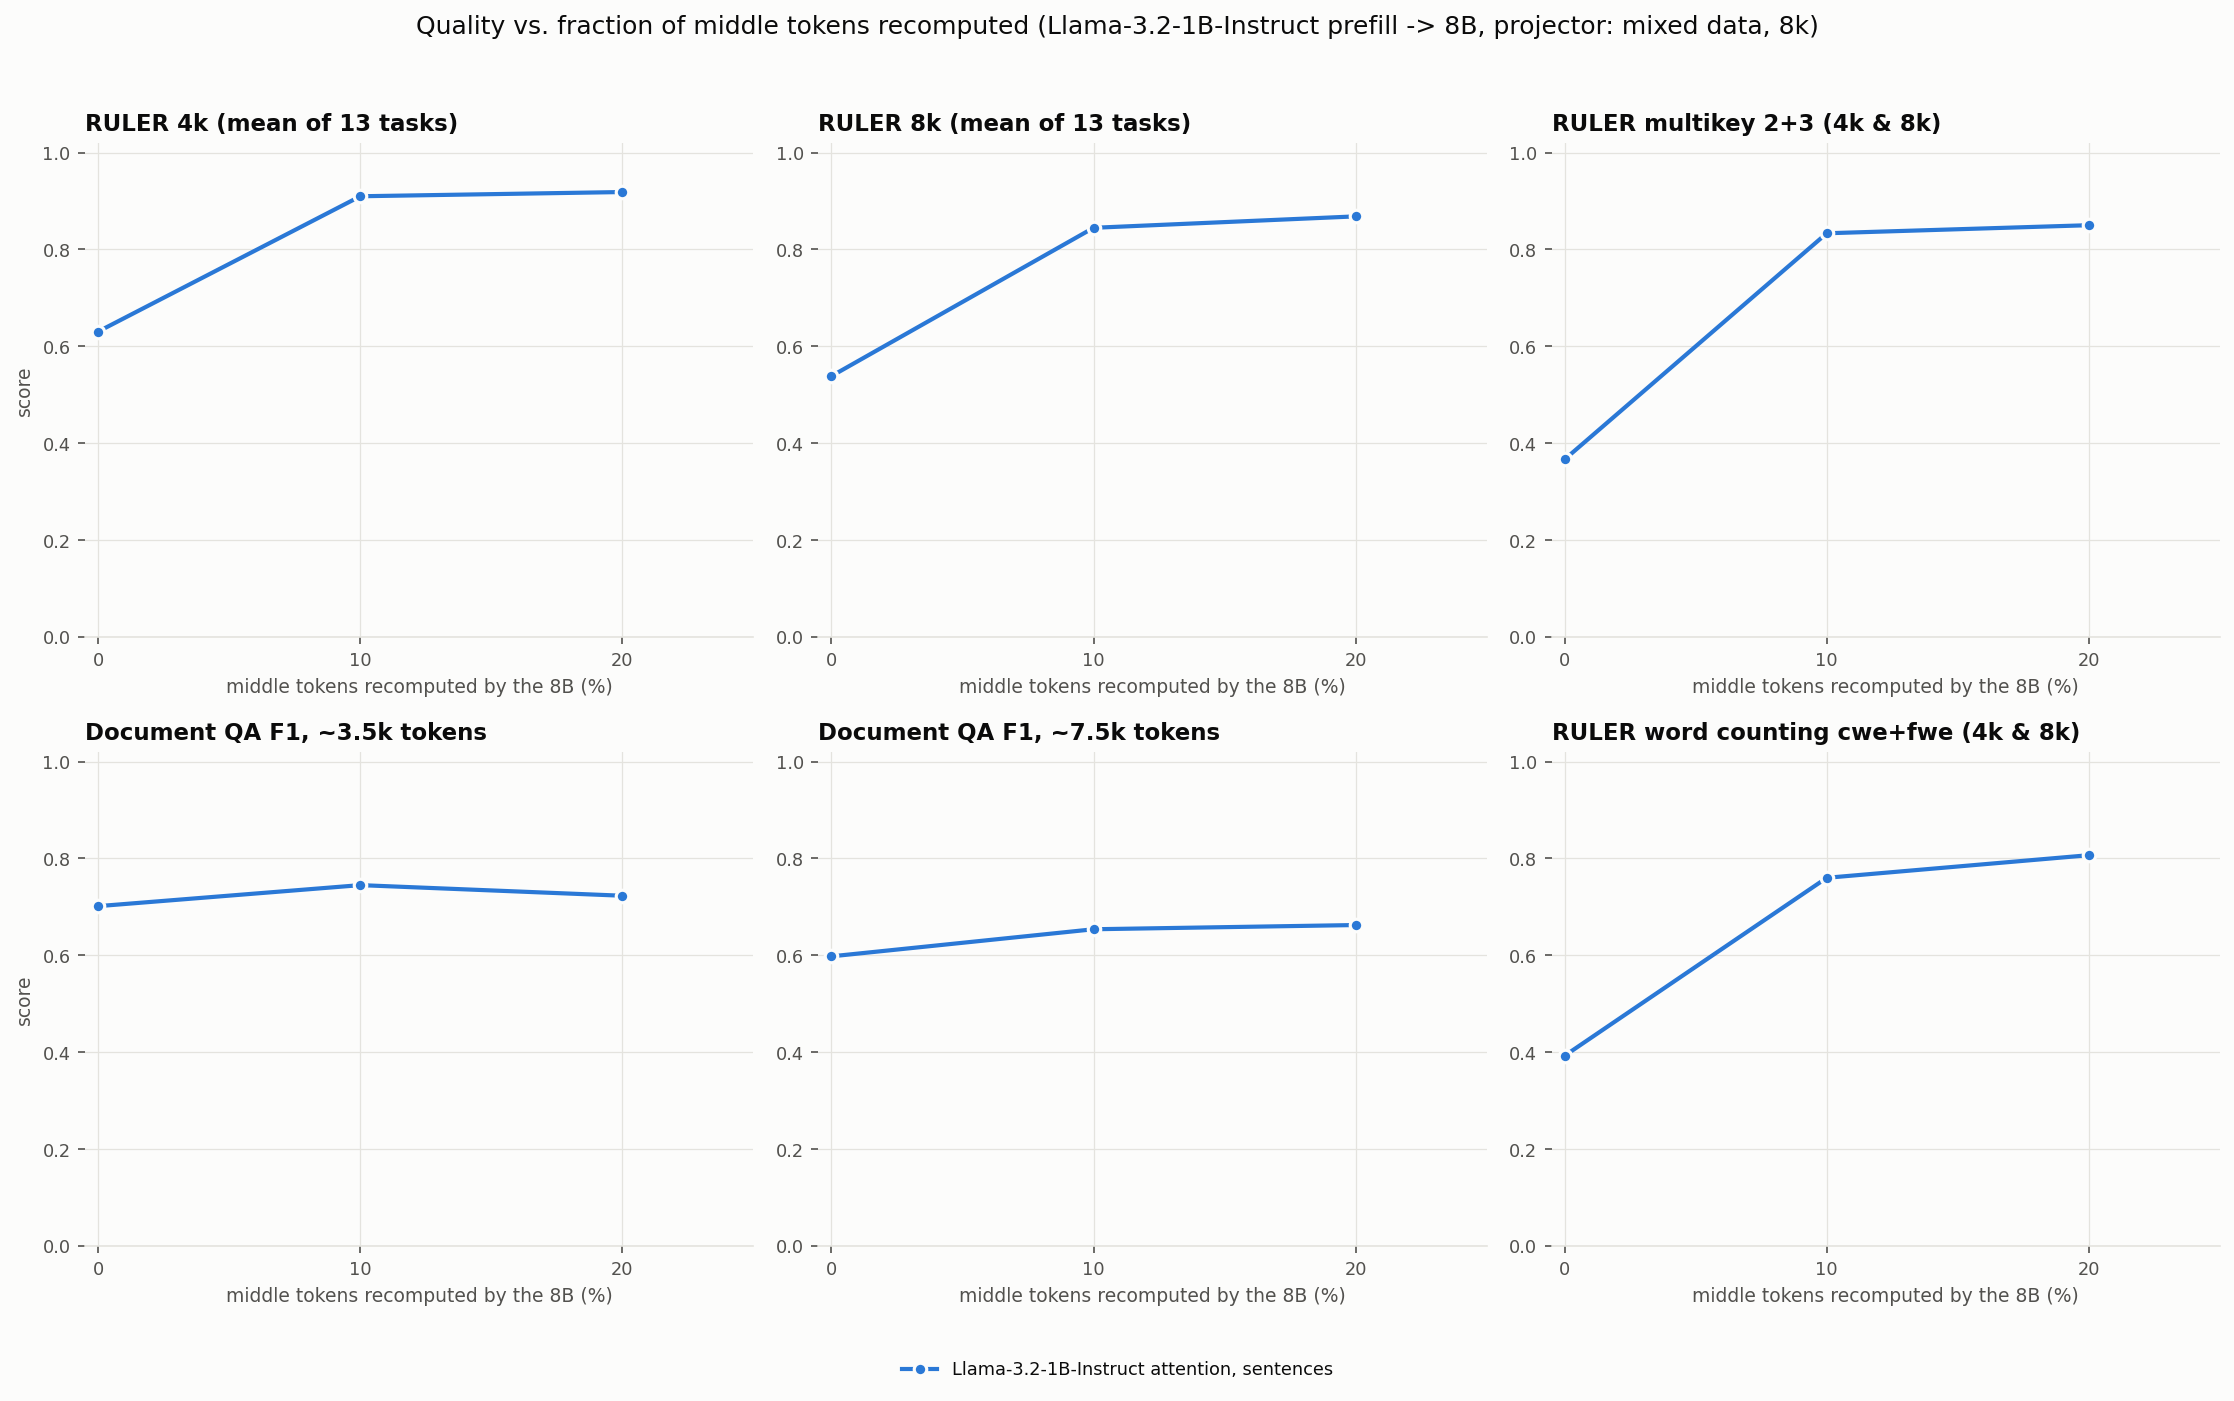 Quality vs. fraction of middle tokens recomputed (Llama-3.2-1B-Instruct prefill -> 8B, projector: mixed data, 8k)
RULER 4k (mean of 13 tasks)
1.0
0.8
0.6
0.4
0.2
0.0
score
0 10 20
middle tokens recomputed by the 8B (%)
RULER 8k (mean of 13 tasks)
1.0
0.8
0.6
0.4
0.2
0.0
0 10 20
middle tokens recomputed by the 8B (%)
RULER multikey 2+3 (4k & 8k)
1.0
0.8
0.6
0.4
0.2
0.0
0 10 20
middle tokens recomputed by the 8B (%)
Document QA F1, ~3.5k tokens
1.0
0.8
0.6
0.4
0.2
0.0
score
0 10 20
middle tokens recomputed by the 8B (%)
Document QA F1, ~7.5k tokens
1.0
0.8
0.6
0.4
0.2
0.0
0 10 20
middle tokens recomputed by the 8B (%)
RULER word counting cwe+fwe (4k & 8k)
1.0
0.8
0.6
0.4
0.2
0.0
0 10 20
middle tokens recomputed by the 8B (%)
Llama-3.2-1B-Instruct attention, sentences